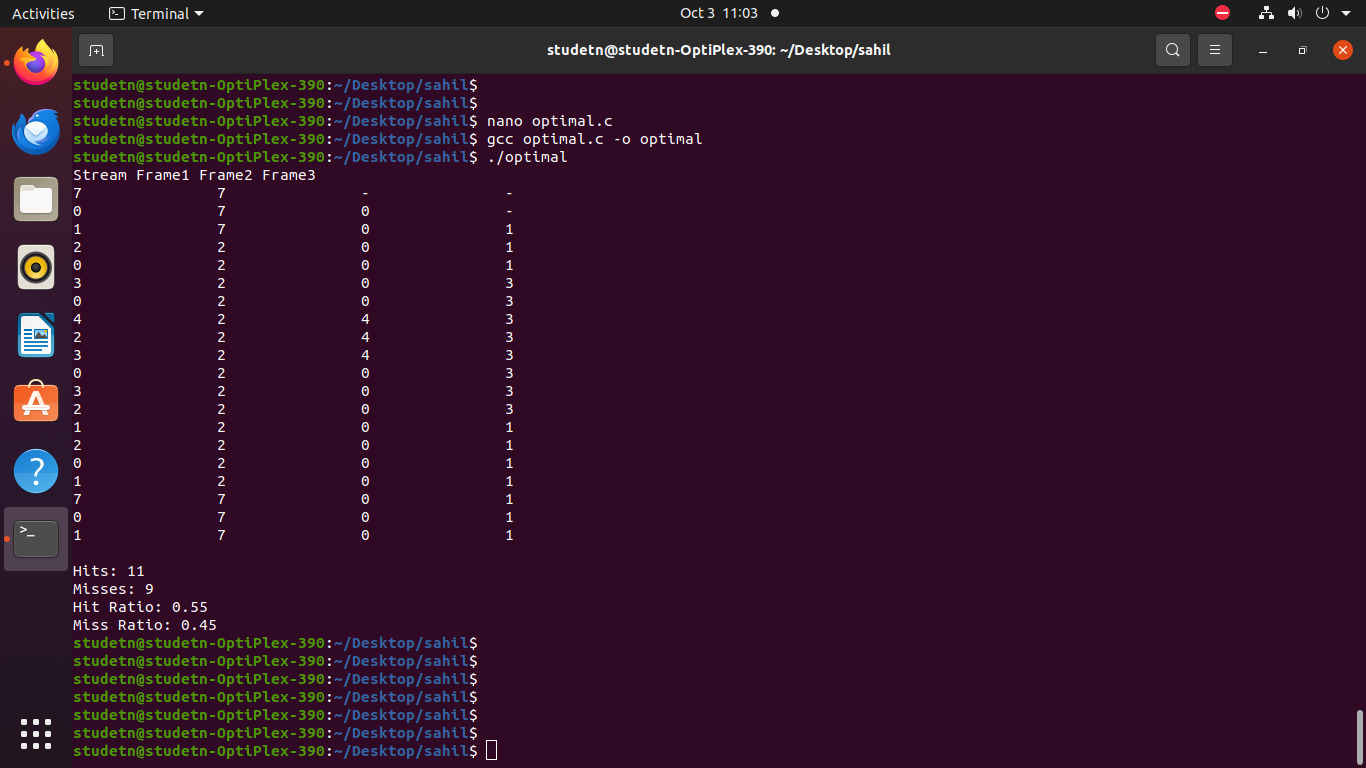 Activities Terminal Oct 3 11:03
studetn@studetn-OptiPlex-390: ~/Desktop/sahil
studetn@studetn-OptiPlex-390:~/Desktop/sahil$
studetn@studetn-OptiPlex-390:~/Desktop/sahil$
studetn@studetn-OptiPlex-390:~/Desktop/sahil$ nano optimal.c
studetn@studetn-OptiPlex-390:~/Desktop/sahil$ gcc optimal.c -o optimal
studetn@studetn-OptiPlex-390:~/Desktop/sahil$ ./optimal
Stream Frame1 Frame2 Frame3
7 7 - -
0 7 0 -
1 7 0 1
2 2 0 1
0 2 0 1
3 2 0 3
0 2 0 3
4 2 4 3
2 2 4 3
3 2 4 3
0 2 0 3
3 2 0 3
2 2 0 3
1 2 0 1
2 2 0 1
0 2 0 1
1 2 0 1
7 7 0 1
0 7 0 1
1 7 0 1
Hits: 11
Misses: 9
Hit Ratio: 0.55
Miss Ratio: 0.45
studetn@studetn-OptiPlex-390:~/Desktop/sahil$
studetn@studetn-OptiPlex-390:~/Desktop/sahil$
studetn@studetn-OptiPlex-390:~/Desktop/sahil$
studetn@studetn-OptiPlex-390:~/Desktop/sahil$
studetn@studetn-OptiPlex-390:~/Desktop/sahil$
studetn@studetn-OptiPlex-390:~/Desktop/sahil$
studetn@studetn-OptiPlex-390:~/Desktop/sahil$